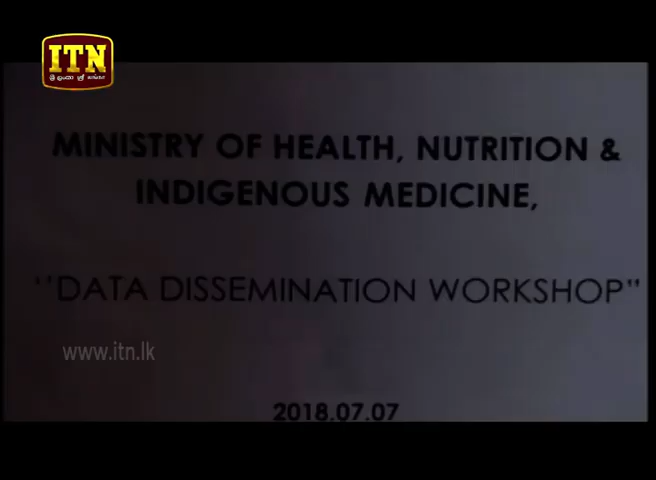 ITN
MINISTRY OF HEALTH, NUTRITION &
INDIGENOUS MEDICINE,
''DATA DISSEMINATION WORKSHOP"
www.itn.lk
2018.07.07